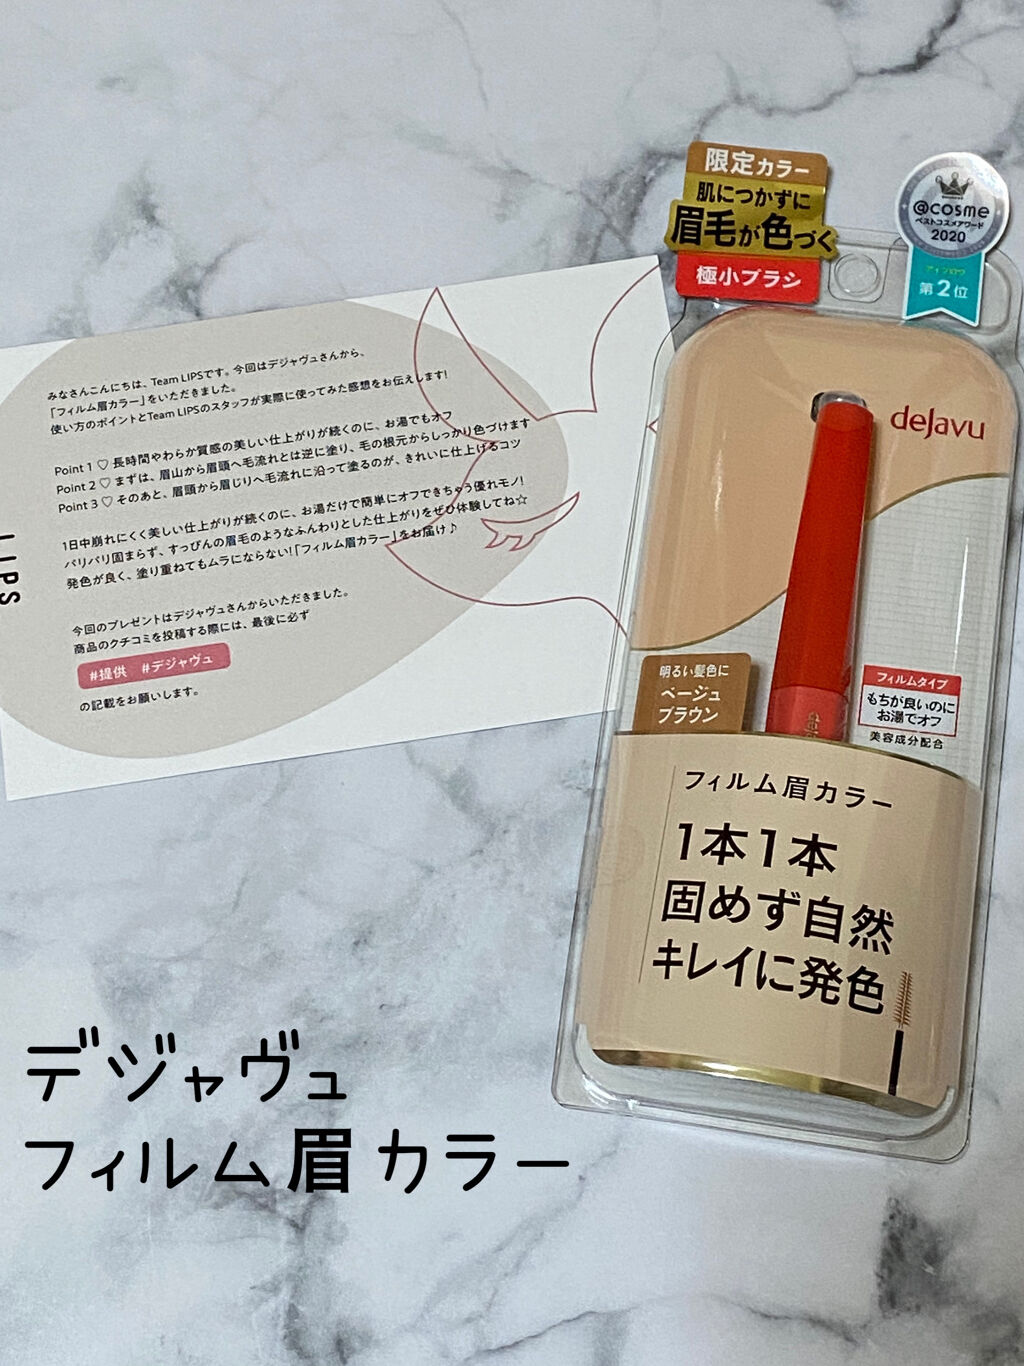 みなさんこんにちは、Team LIPSです。今回はデジャヴュさんから、
「フィルム眉カラー」をいただきました。
使い方のポイントとTeam LIPSのスタッフが実際に使ってみた感想をお伝えします!
Point 1 ♡ 長時間やわらか質感の美しい仕上がりが続くのに、お湯でもオフ
Point 2 ♡ まずは、眉山から眉頭へ毛流れとは逆に塗り、毛の根元からしっかり色づけます
Point 3 ♡ そのあと、眉頭から眉じりへ毛流れに沿って塗るのが、きれいに仕上げるコツ
1日中崩れにくく美しい仕上がりが続くのに、お湯だけで簡単にオフできちゃう優れモノ!
バリバリ固まらず、すっぴんの眉毛のようなふんわりとした仕上がりをぜひ体験してね☆
発色が良く、塗り重ねてもムラにならない!「フィルム眉カラー」をお届け♪
今回のプレゼントはデジャヴュさんからいただきました。
商品のクチコミを投稿する際には、最後に必ず
#提供 #デジャヴュ
の記載をお願いします。
LIPS
限定カラー
肌につかずに
眉毛が色づく
極小ブラシ
@cosme
ベストコスメアワード
2020
アイブロウ
第2位
dejavu
明るい髪色に
ベージュ
ブラウン
フィルムタイプ
もちが良いのに
お湯でオフ
美容成分配合
フィルム眉カラー
1本1本
固めず自然
キレイに発色
デジャヴュ
フィルム眉カラー